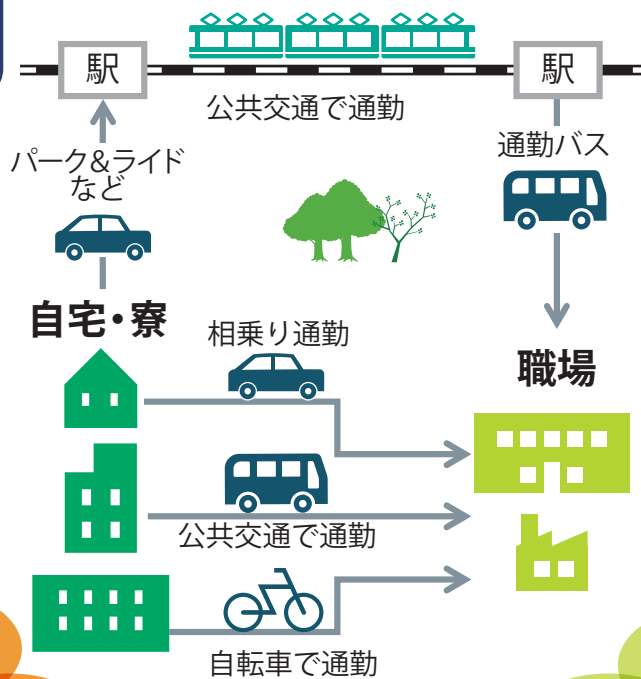 駅
駅
公共交通で通勤
パーク&ライド
など
通勤バス
自宅・寮
相乗り通勤
職場
公共交通で通勤
自転車で通勤